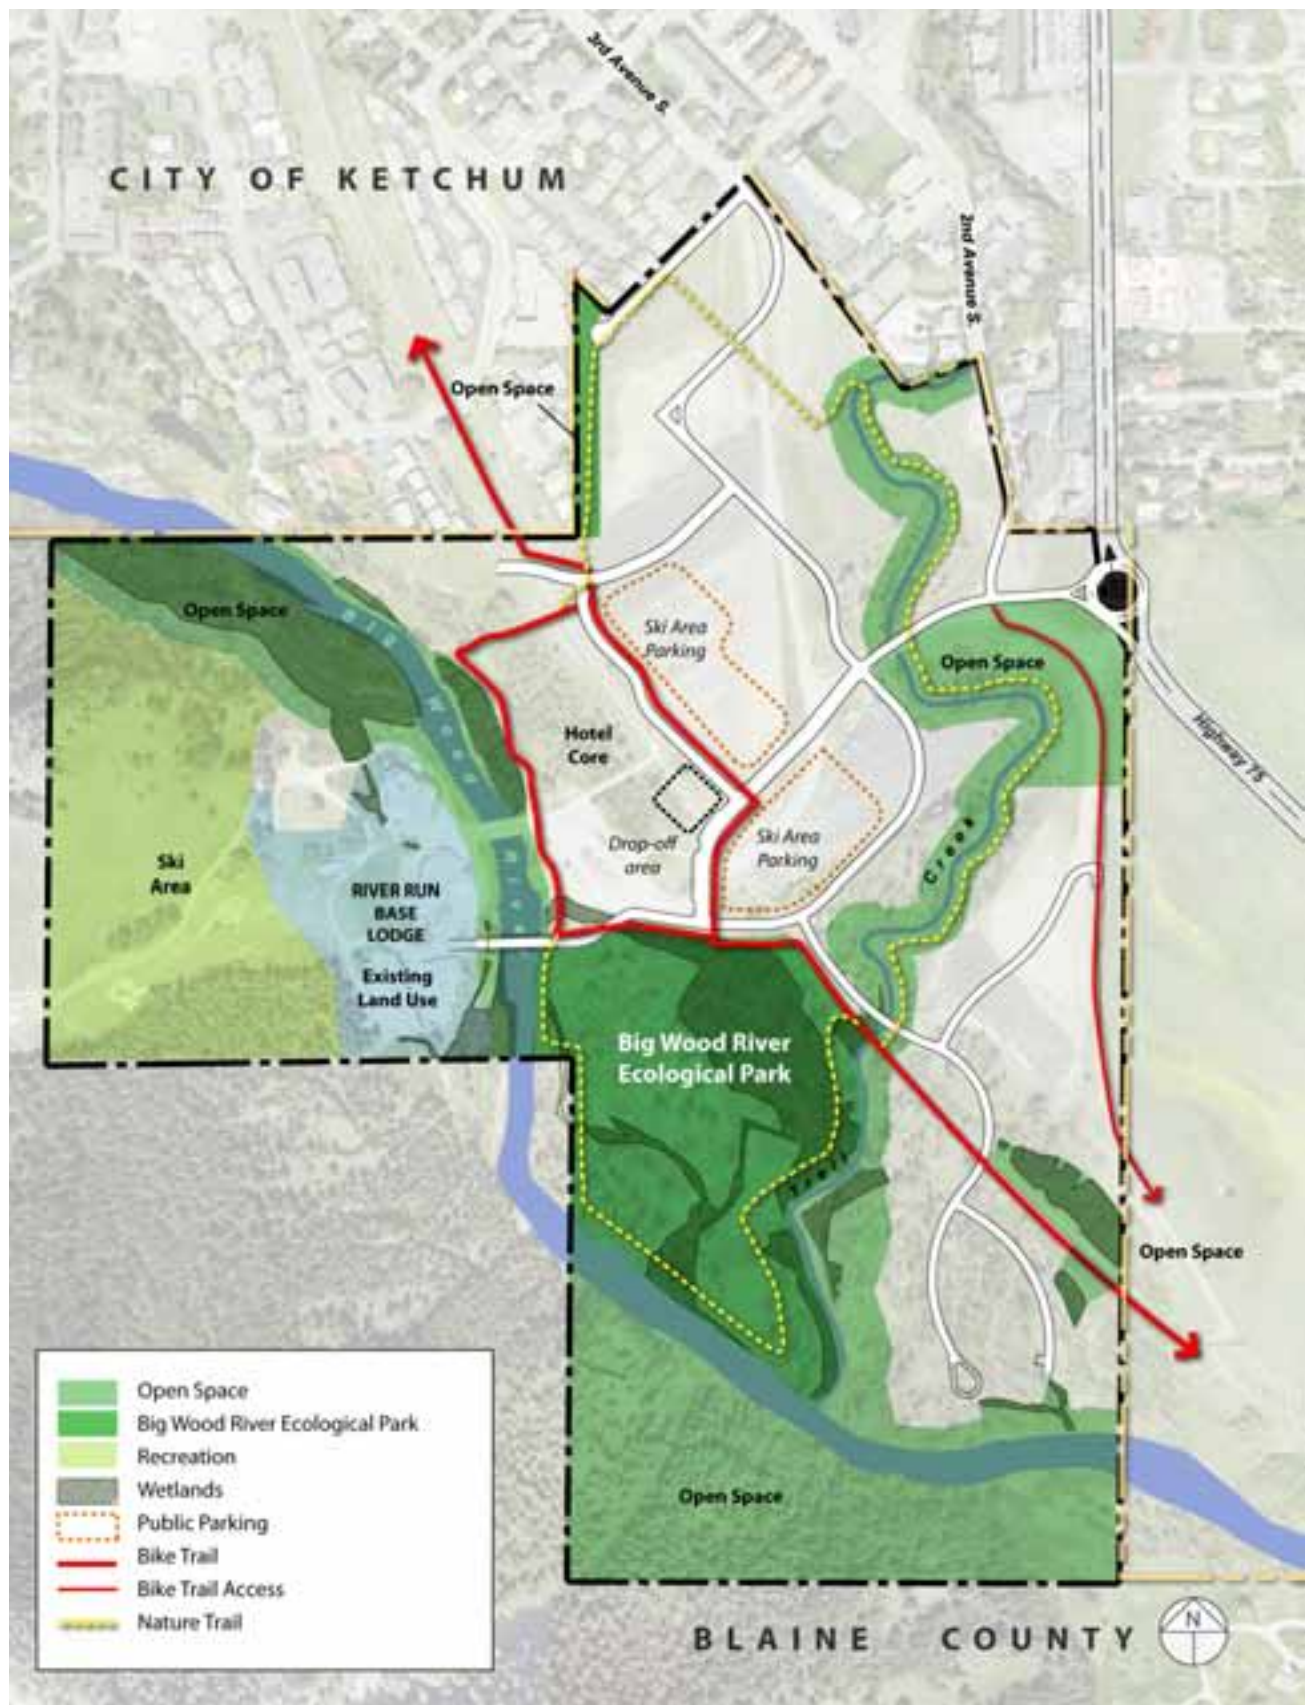 3rd Avenue S.
CITY OF KETCHUM
2nd Avenue S.
Open Space
Open Space
Big Wood River
Ski Area
Parking
Open Space
Highway 75
Hotel
Core
Drop-off
area
Ski Area
Parking
Creek
Ski
Area
RIVER RUN
BASE
LODGE
Existing
Land Use
Big Wood River
Ecological Park
Trail
Open Space
Open Space
Open Space
Big Wood River Ecological Park
Recreation
Wetlands
Public Parking
Bike Trail
Bike Trail Access
Nature Trail
BLAINE COUNTY
N